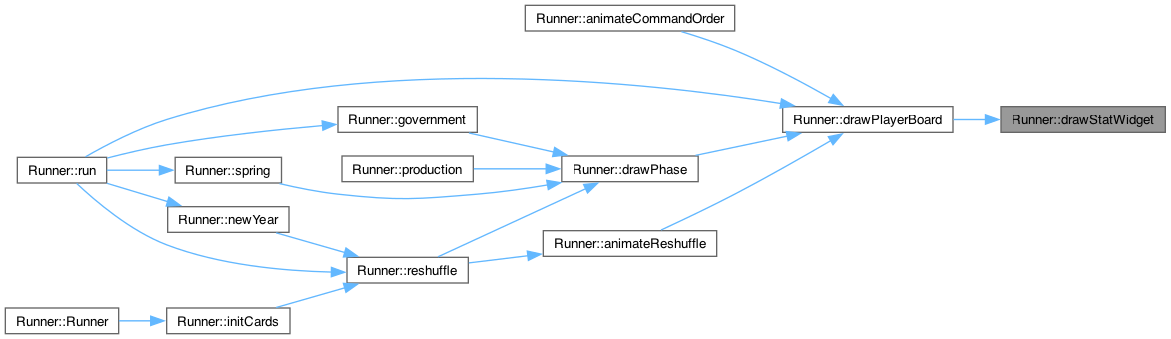 Runner::animateCommandOrder
Runner::government
Runner::drawPlayerBoard
Runner::drawStatWidget
Runner::run
Runner::spring
Runner::production
Runner::drawPhase
Runner::newYear
Runner::animateReshuffle
Runner::reshuffle
Runner::Runner
Runner::initCards